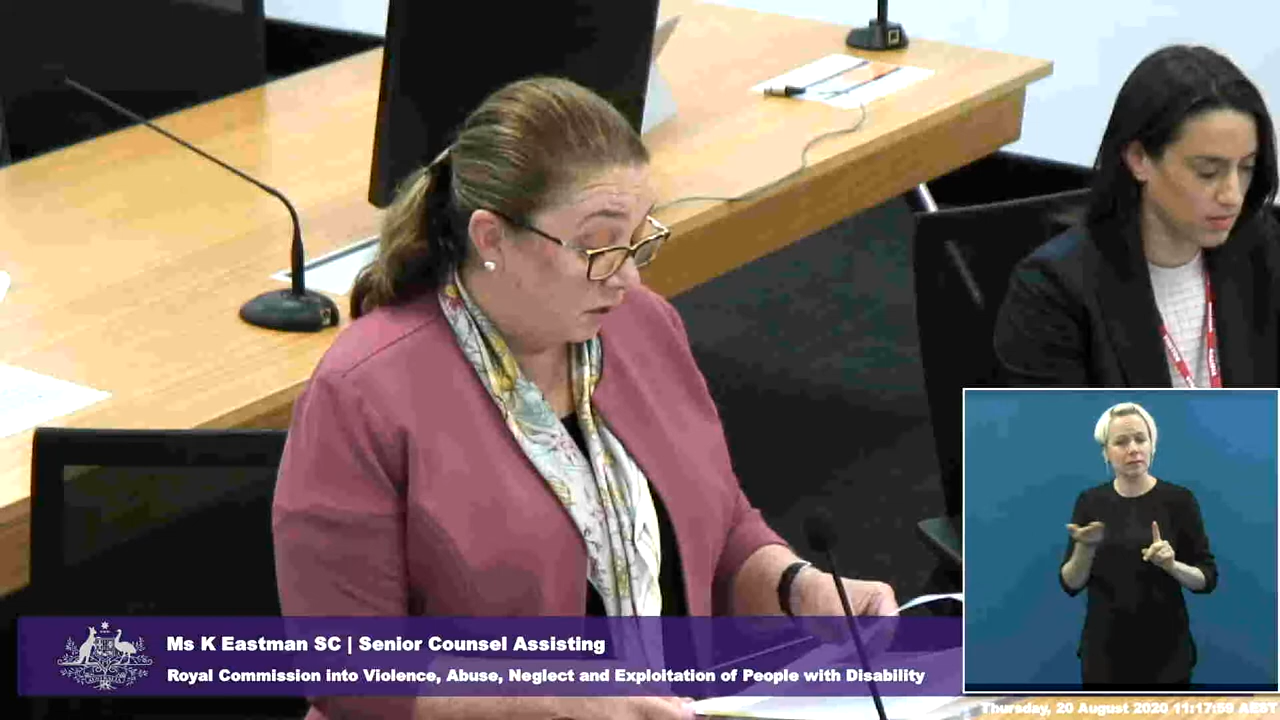 Ms K Eastman SC | Senior Counsel Assisting
Royal Commission into Violence, Abuse, Neglect and Exploitation of People with Disability
Thursday, 20 August 2020 11:17:59 AEST